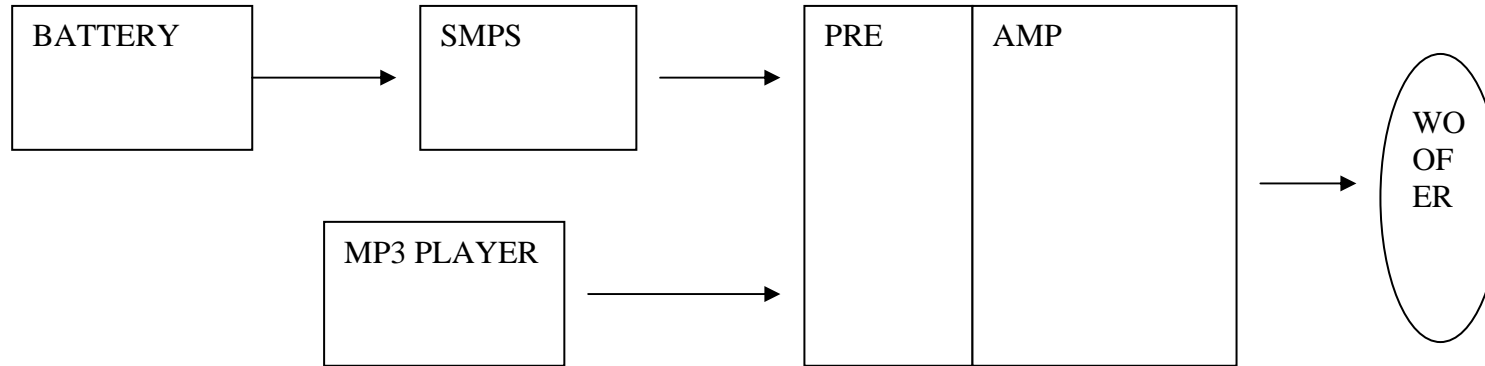 BATTERY
SMPS
PRE
AMP
WO
OF
ER
MP3 PLAYER